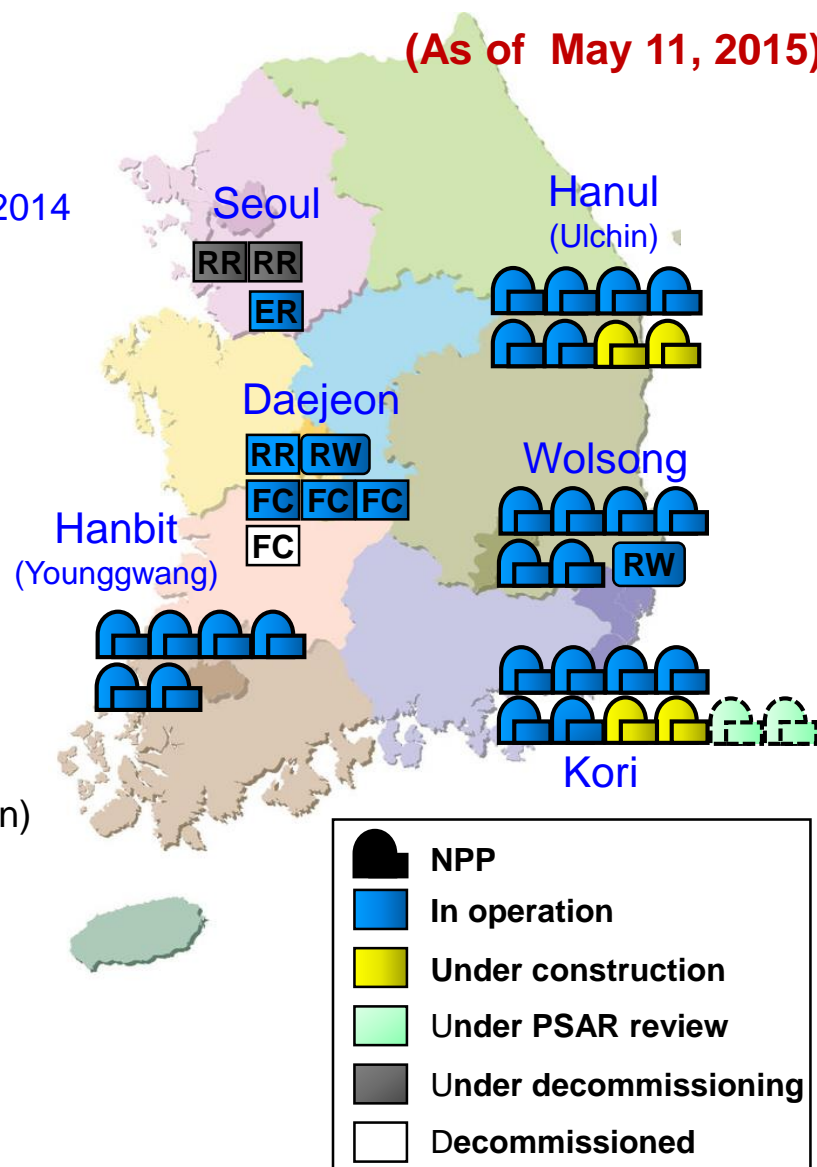 (As of May 11, 2015)
2014
Seoul
RR RR
ER
Hanul
(Ulchin)
Daejeon
RR RW
FC FC FC
FC
Wolsong
RW
Hanbit
(Younggwang)
Kori
n)
NPP
In operation
Under construction
Under PSAR review
Under decommissioning
Decommissioned